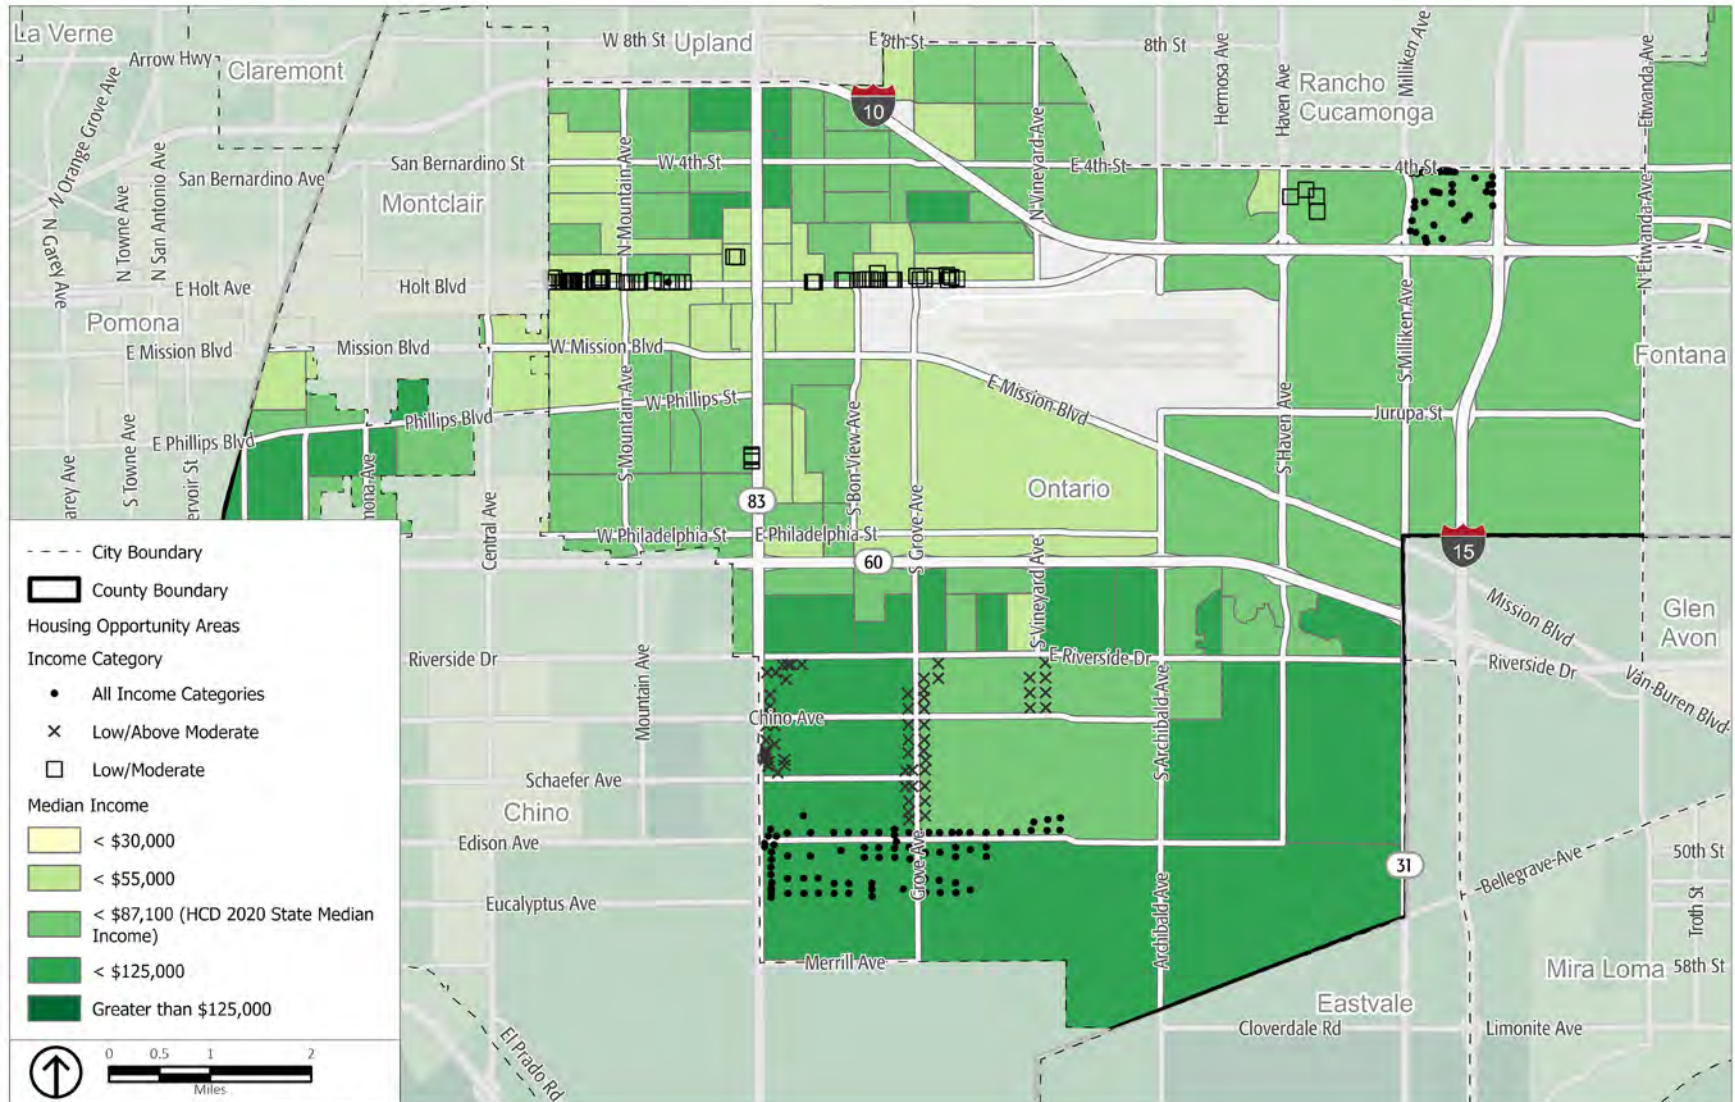 La Verne
Arrow Hwy
Claremont
W 8th St
Upland
E 8th St
8th St
Hermosa Ave
Haven Ave
Milliken Ave
Rancho
Cucamonga
Etiwanda Ave
10
N Orange Grove Ave
San Bernardino Ave
San Bernardino St
N Mountain Ave
W 4th St
N Vineyard Ave
E 4th St
4th St
N Garey Ave
N Towne Ave
N San Antonio Ave
Montclair
N Etiwanda Ave
E Holt Ave
Holt Blvd
Pomona
E Mission Blvd
Mission Blvd
W Mission Blvd
E Mission Blvd
S Milliken Ave
Fontana
S Mountain Ave
W Phillips St
E Phillips Blvd
Phillips Blvd
S Haven Ave
Jurupa St
arey Ave
S Towne Ave
ervoir St
mona Ave
Central Ave
83
S Bon View Ave
S Grove Ave
Ontario
W Philadelphia St
E Philadelphia St
60
S Vineyard Ave
15
Mission Blvd
Glen
Avon
Riverside Dr
Mountain Ave
E Riverside Dr
Riverside Dr
Van Buren Blvd
Chino Ave
S Archibald Ave
Schaefer Ave
Chino
Edison Ave
Grove Ave
31
Bellegrave Ave
50th St
Eucalyptus Ave
Archibald Ave
Troth St
Merrill Ave
Mira Loma
58th St
Eastvale
Cloverdale Rd
Limonite Ave
El Prado Rd
City Boundary
County Boundary
Housing Opportunity Areas
Income Category
All Income Categories
Low/Above Moderate
Low/Moderate
Median Income
< $30,000
< $55,000
< $87,100 (HCD 2020 State Median
Income)
< $125,000
Greater than $125,000
0 0.5 1 2
Miles